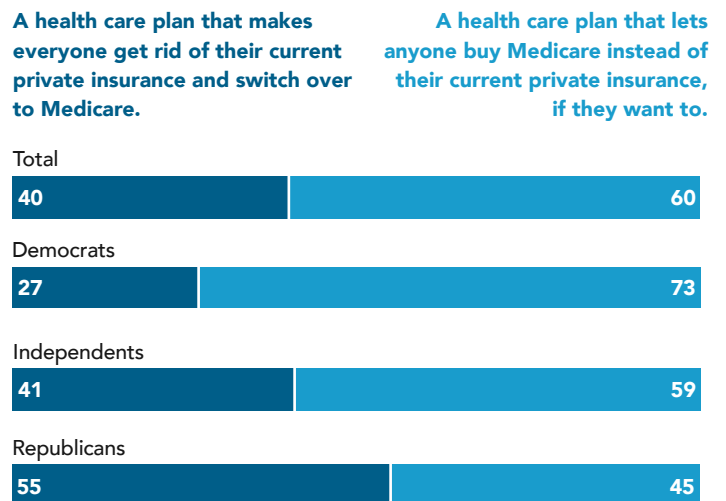 A health care plan that makes
everyone get rid of their current
private insurance and switch over
to Medicare.
A health care plan that lets
anyone buy Medicare instead of
their current private insurance,
if they want to.
Total
40 60
Democrats
27 73
Independents
41 59
Republicans
55 45